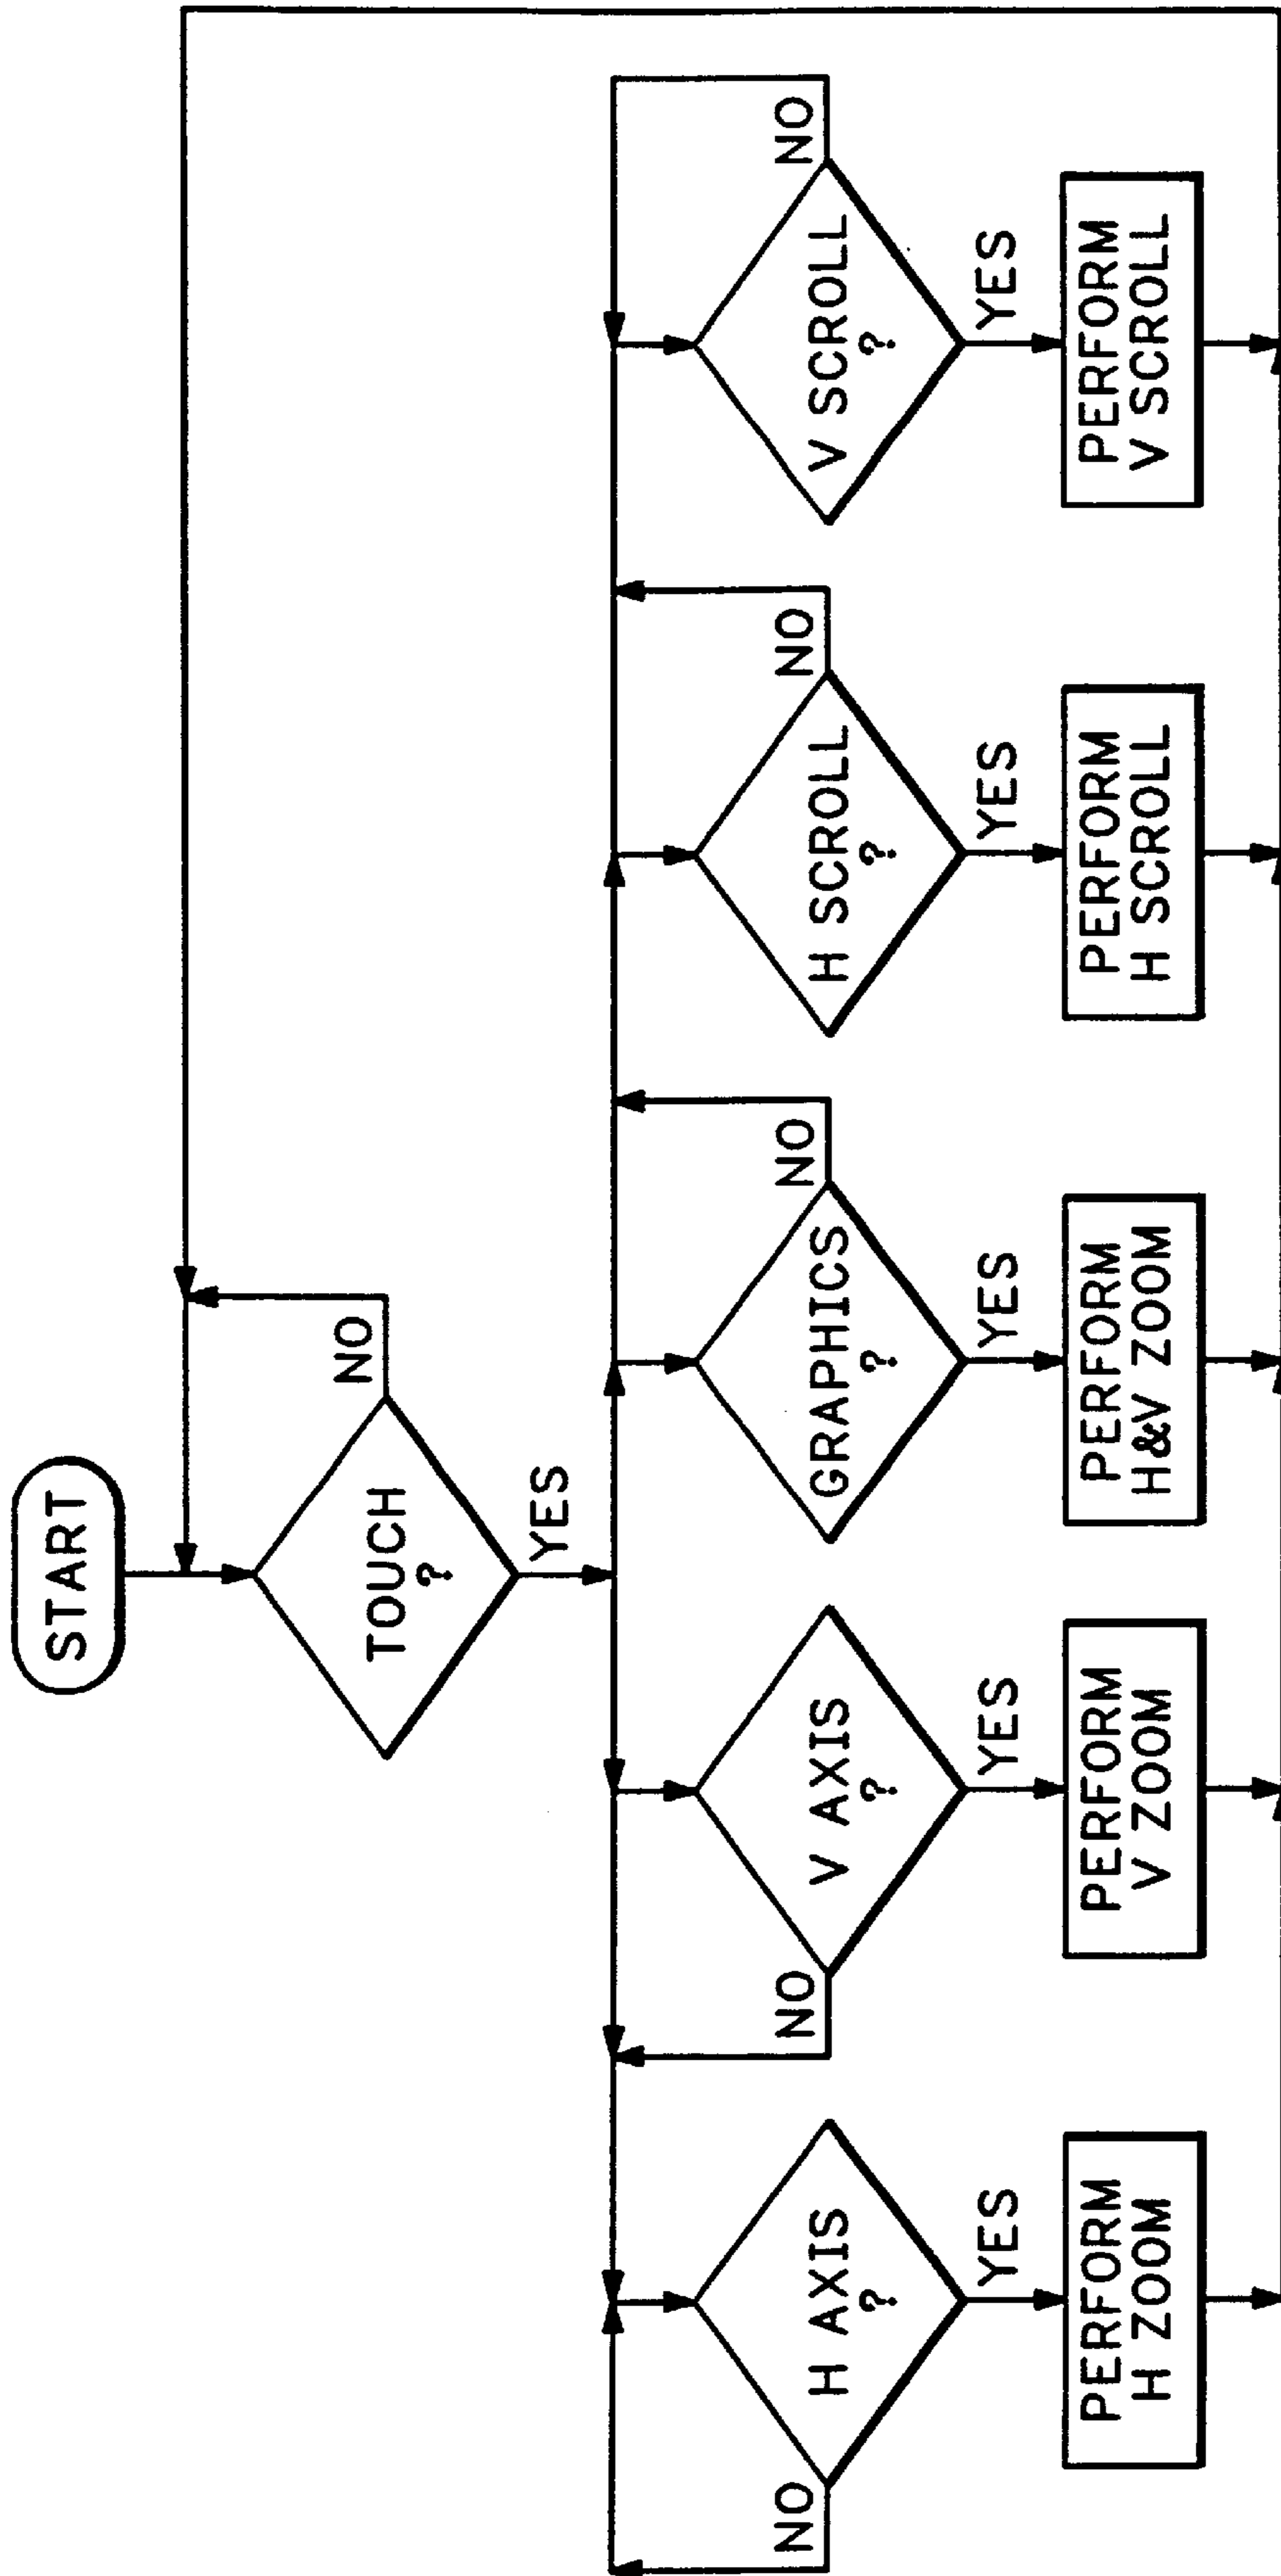 START
TOUCH
?
NO
YES
H AXIS
?
NO
YES
PERFORM
H ZOOM
V AXIS
?
NO
YES
PERFORM
V ZOOM
GRAPHICS
?
NO
YES
PERFORM
H&V ZOOM
H SCROLL
?
NO
YES
PERFORM
H SCROLL
V SCROLL
?
NO
YES
PERFORM
V SCROLL